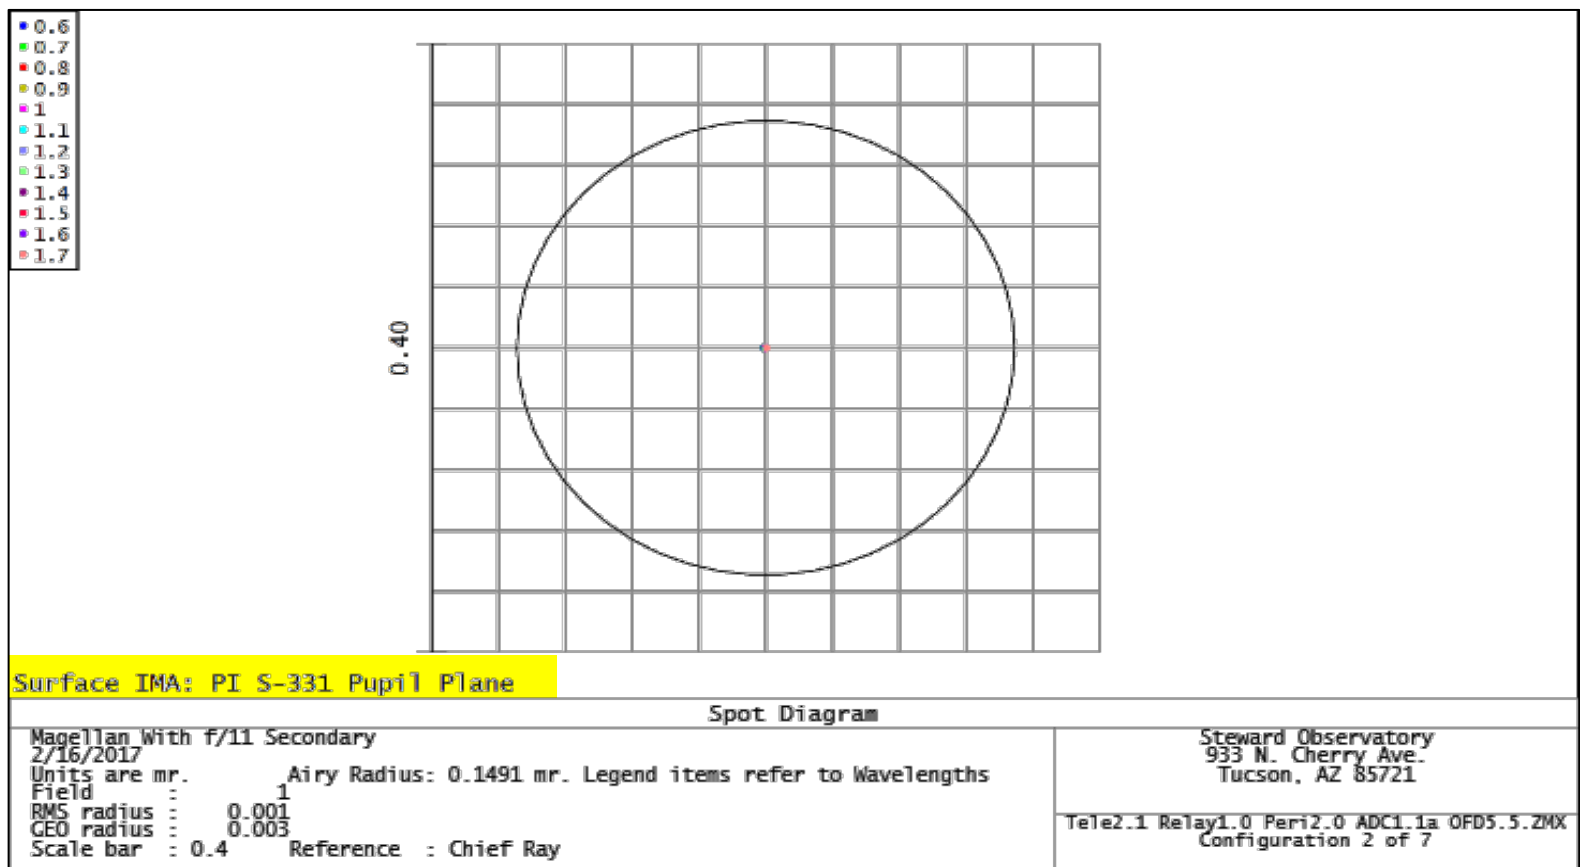 0.6
0.7
0.8
0.9
1
1.1
1.2
1.3
1.4
1.5
1.6
1.7
0.40
Surface IMA: PI S-331 Pupil Plane
Spot Diagram
Magellan With f/11 Secondary
2/16/2017
Units are mr. Airy Radius: 0.1491 mr. Legend items refer to Wavelengths
Field : 1
RMS radius : 0.001
GEO radius : 0.003
Scale bar : 0.4 Reference : Chief Ray
Steward Observatory
933 N. Cherry Ave.
Tucson, AZ 85721
Tele2.1 Relay1.0 Peri2.0 ADC1.1a OFD5.5.ZMX
Configuration 2 of 7